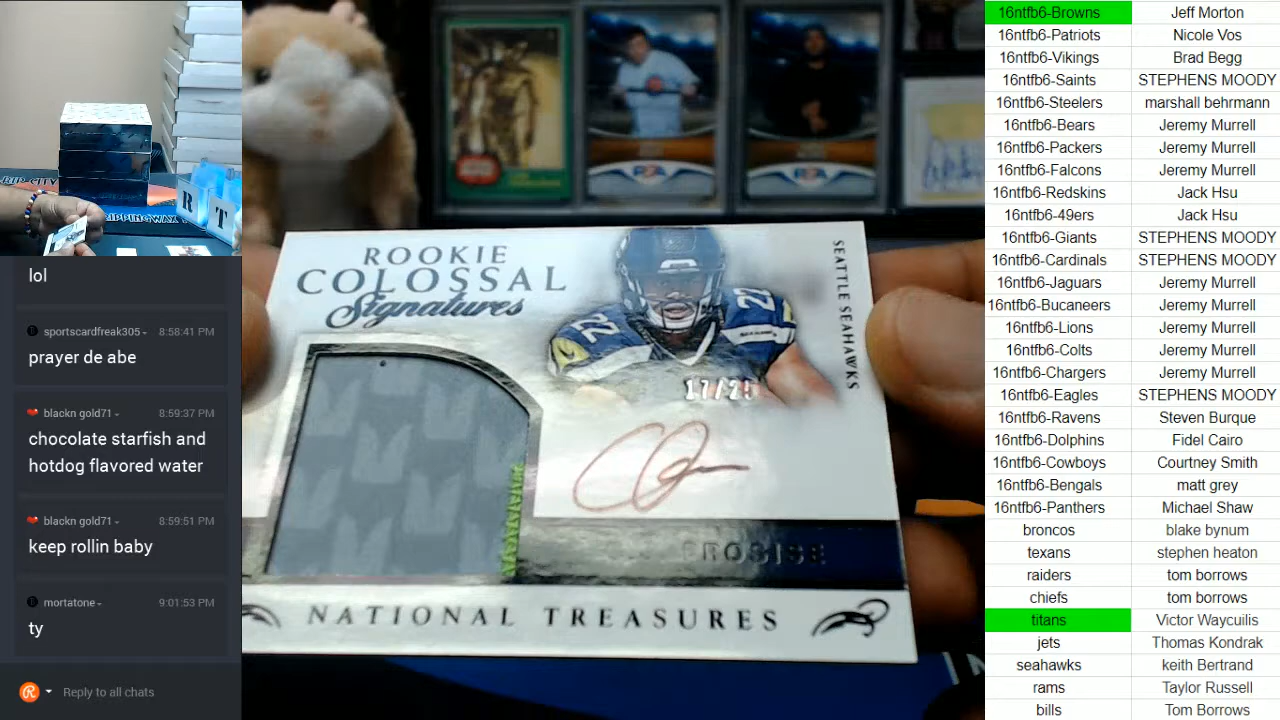 lol
sportscardfreak305 8:58:41 PM
prayer de abe
blackn gold71 8:59:37 PM
chocolate starfish and
hotdog flavored water
blackn gold71 8:59:51 PM
keep rollin baby
mortatone 9:01:53 PM
ty
Reply to all chats
RIPPINGWAX
R T
ROOKIE
COLOSSAL
Signatures
SEATTLE SEAHAWKS
22
22
17/25
PROSISE
NATIONAL TREASURES
16ntfb6-Browns Jeff Morton
16ntfb6-Patriots Nicole Vos
16ntfb6-Vikings Brad Begg
16ntfb6-Saints STEPHENS MOODY
16ntfb6-Steelers marshall behrmann
16ntfb6-Bears Jeremy Murrell
16ntfb6-Packers Jeremy Murrell
16ntfb6-Falcons Jeremy Murrell
16ntfb6-Redskins Jack Hsu
16ntfb6-49ers Jack Hsu
16ntfb6-Giants STEPHENS MOODY
16ntfb6-Cardinals STEPHENS MOODY
16ntfb6-Jaguars Jeremy Murrell
16ntfb6-Bucaneers Jeremy Murrell
16ntfb6-Lions Jeremy Murrell
16ntfb6-Colts Jeremy Murrell
16ntfb6-Chargers Jeremy Murrell
16ntfb6-Eagles STEPHENS MOODY
16ntfb6-Ravens Steven Burque
16ntfb6-Dolphins Fidel Cairo
16ntfb6-Cowboys Courtney Smith
16ntfb6-Bengals matt grey
16ntfb6-Panthers Michael Shaw
broncos blake bynum
texans stephen heaton
raiders tom borrows
chiefs tom borrows
titans Victor Waycuilis
jets Thomas Kondrak
seahawks keith Bertrand
rams Taylor Russell
bills Tom Borrows